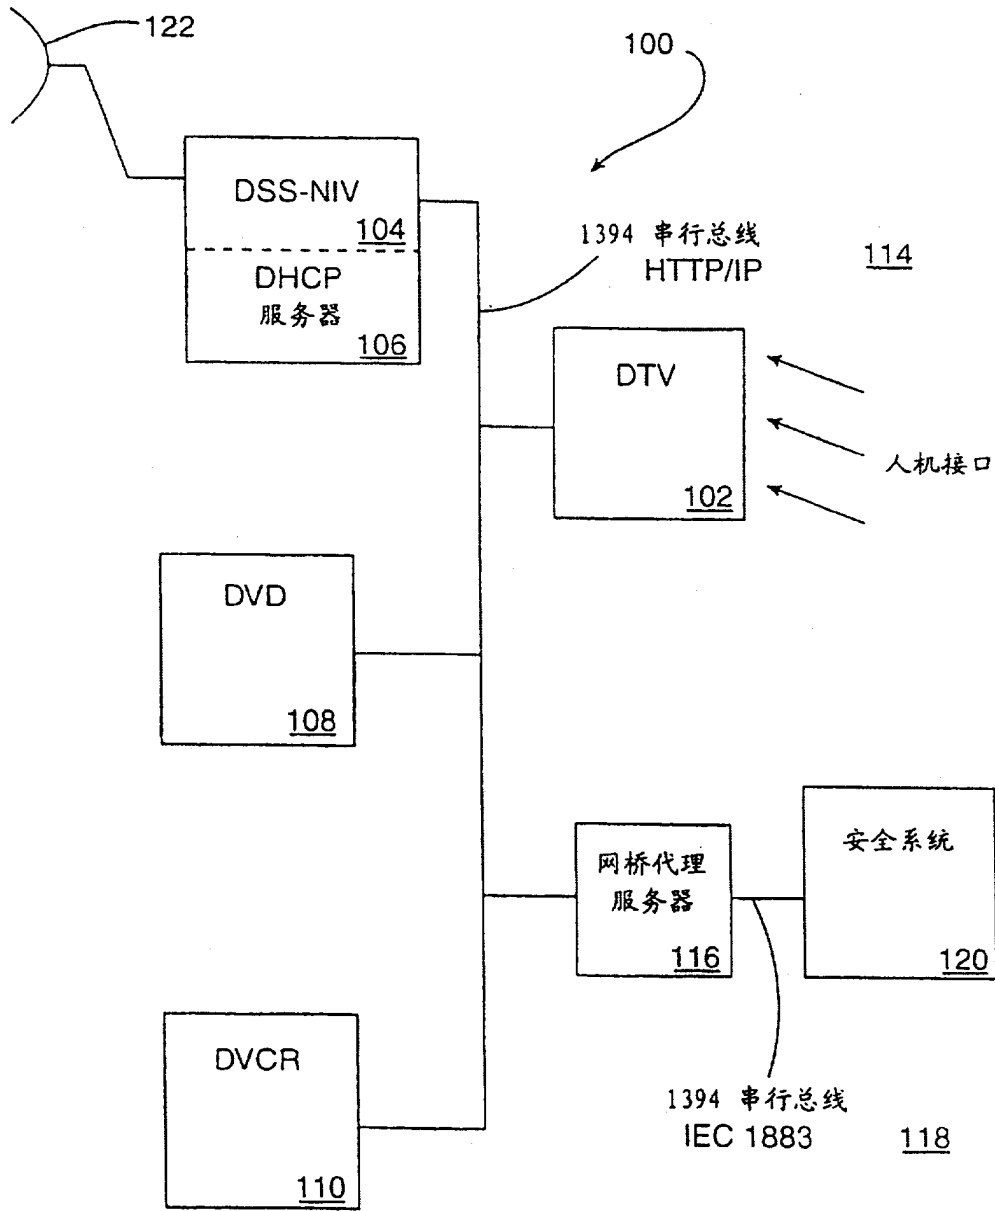 122
100
DSS-NIV
104
DHCP
服务器
106
1394 串行总线
HTTP/IP
114
DTV
102
人机接口
DVD
108
网桥代理
服务器
116
安全系统
120
DVCR
110
1394 串行总线
IEC 1883
118